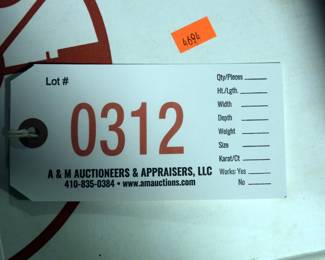 4694
Lot #
0312
Qty/Pieces
Ht./Lgth.
Width
Depth
Weight
Size
Karat/Ct
Works: Yes
No
A & M AUCTIONEERS & APPRAISERS, LLC
410-835-0384 • www.amauctions.com